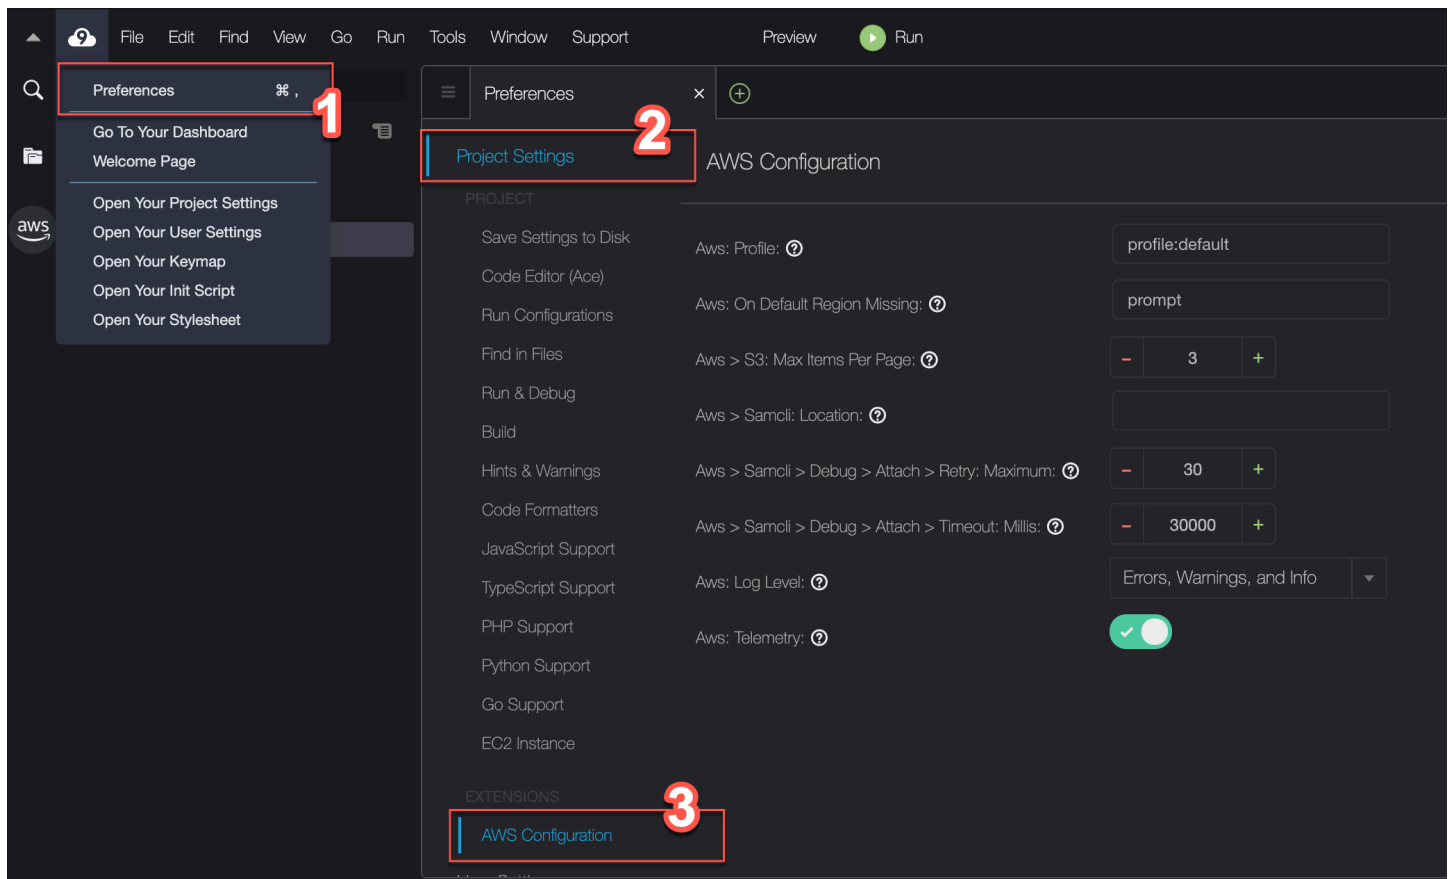 9 File Edit Find View Go Run Tools Window Support Preview Run
Preferences ⌘ ,
1
Go To Your Dashboard
Welcome Page
Open Your Project Settings
Open Your User Settings
Open Your Keymap
Open Your Init Script
Open Your Stylesheet
aws
Preferences
2
Project Settings
PROJECT
Save Settings to Disk
Code Editor (Ace)
Run Configurations
Find in Files
Run & Debug
Build
Hints & Warnings
Code Formatters
JavaScript Support
TypeScript Support
PHP Support
Python Support
Go Support
EC2 Instance
EXTENSIONS
3
AWS Configuration
AWS Configuration
Aws: Profile: ? profile:default
Aws: On Default Region Missing: ? prompt
Aws > S3: Max Items Per Page: ? − 3 +
Aws > Samcli: Location: ?
Aws > Samcli > Debug > Attach > Retry: Maximum: ? − 30 +
Aws > Samcli > Debug > Attach > Timeout: Millis: ? − 30000 +
Aws: Log Level: ? Errors, Warnings, and Info
Aws: Telemetry: ?